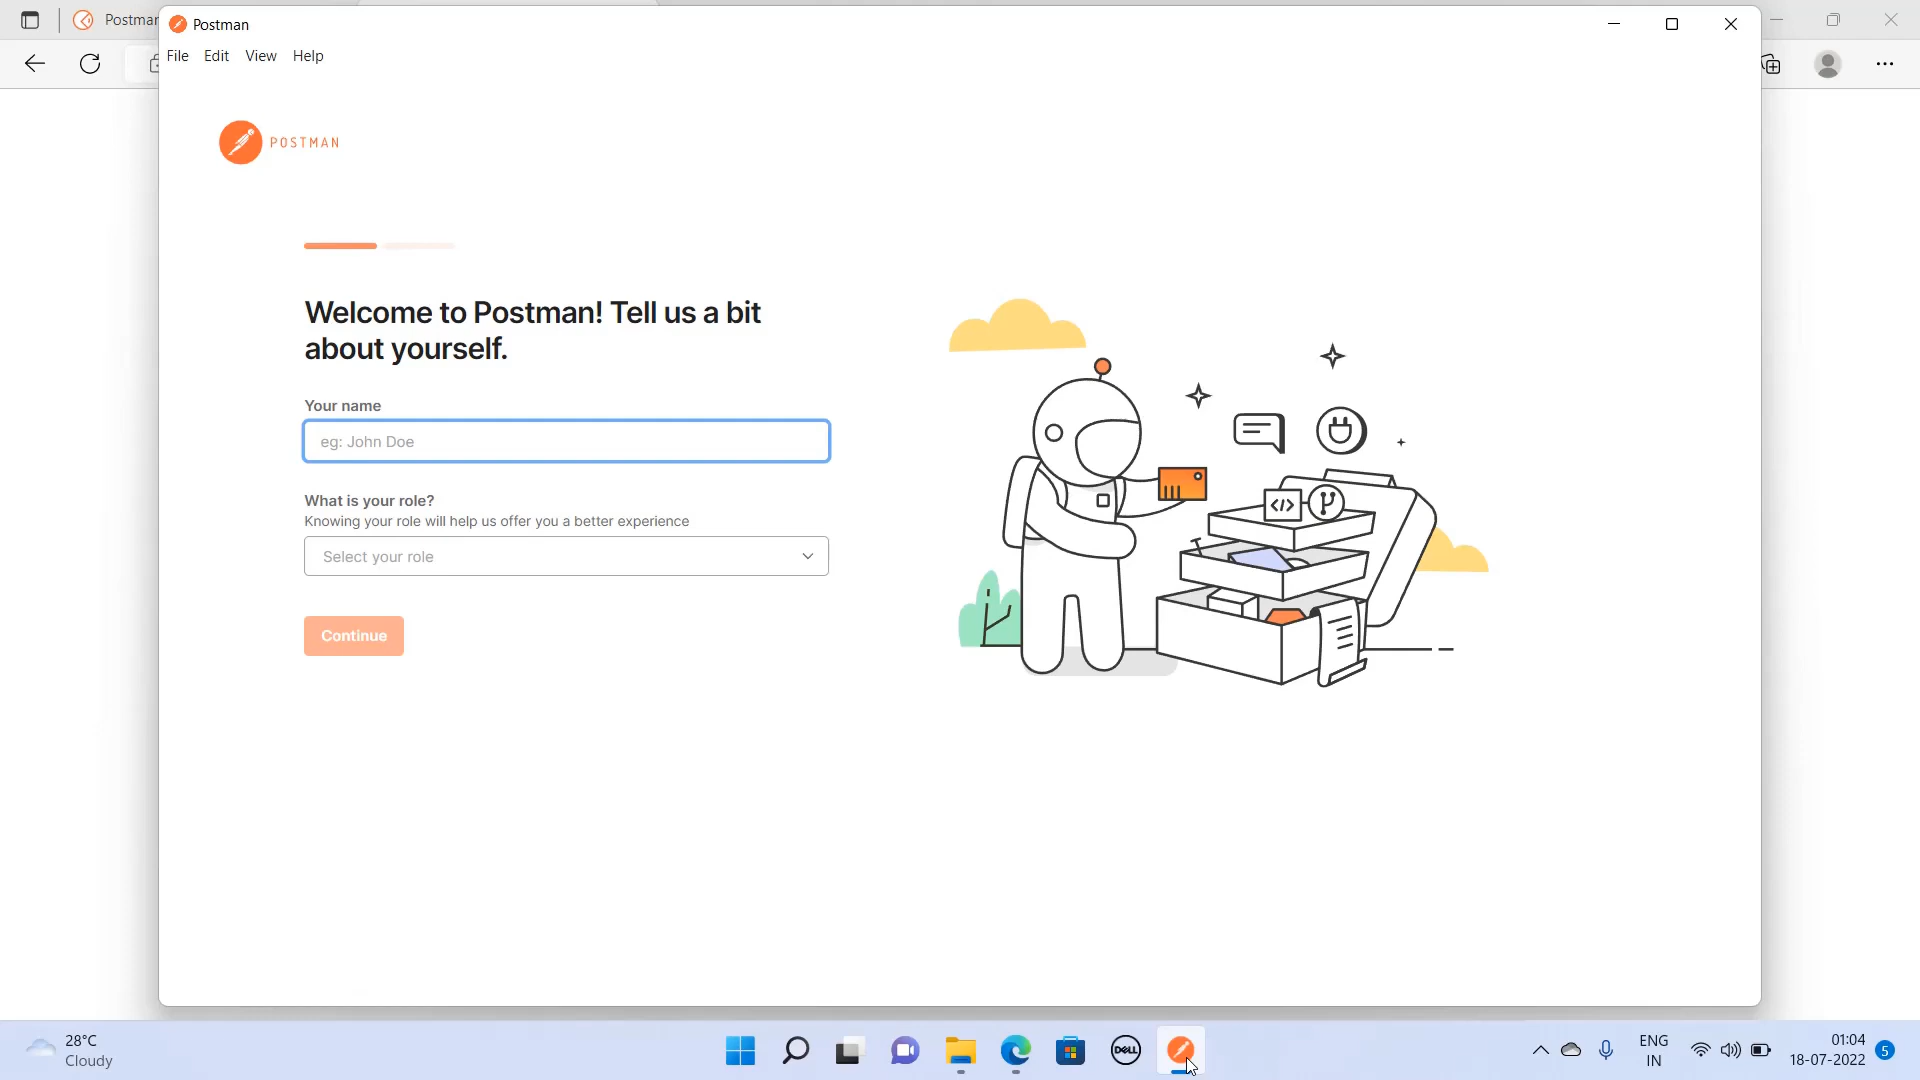 Postman
Postman
File Edit View Help
POSTMAN
Welcome to Postman! Tell us a bit
about yourself.
Your name
eg: John Doe
What is your role?
Knowing your role will help us offer you a better experience
Select your role
Continue
28°C
Cloudy
DELL
ENG
IN
01:04
18-07-2022
5